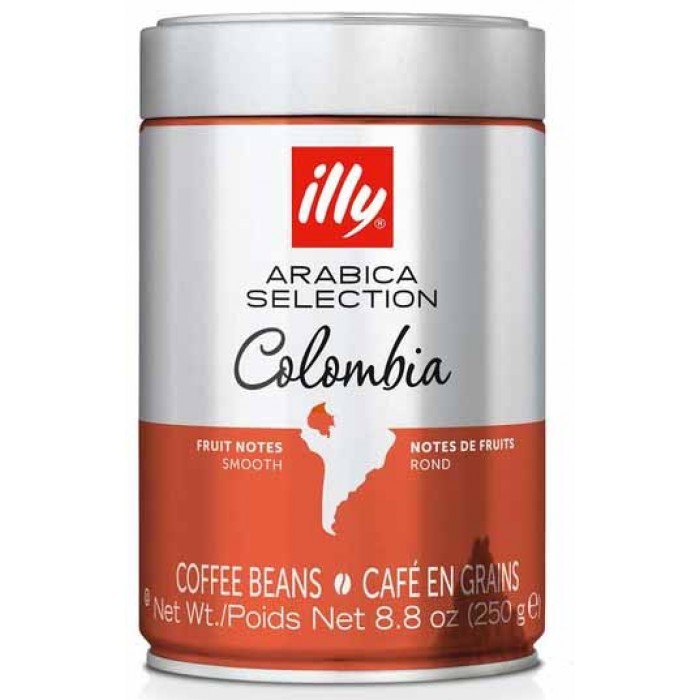 illy®
ARABICA
SELECTION
Colombia
FRUIT NOTES
SMOOTH
NOTES DE FRUITS
ROND
COFFEE BEANS
CAFÉ EN GRAINS
Net Wt./Poids Net 8.8 oz (250 g℮)